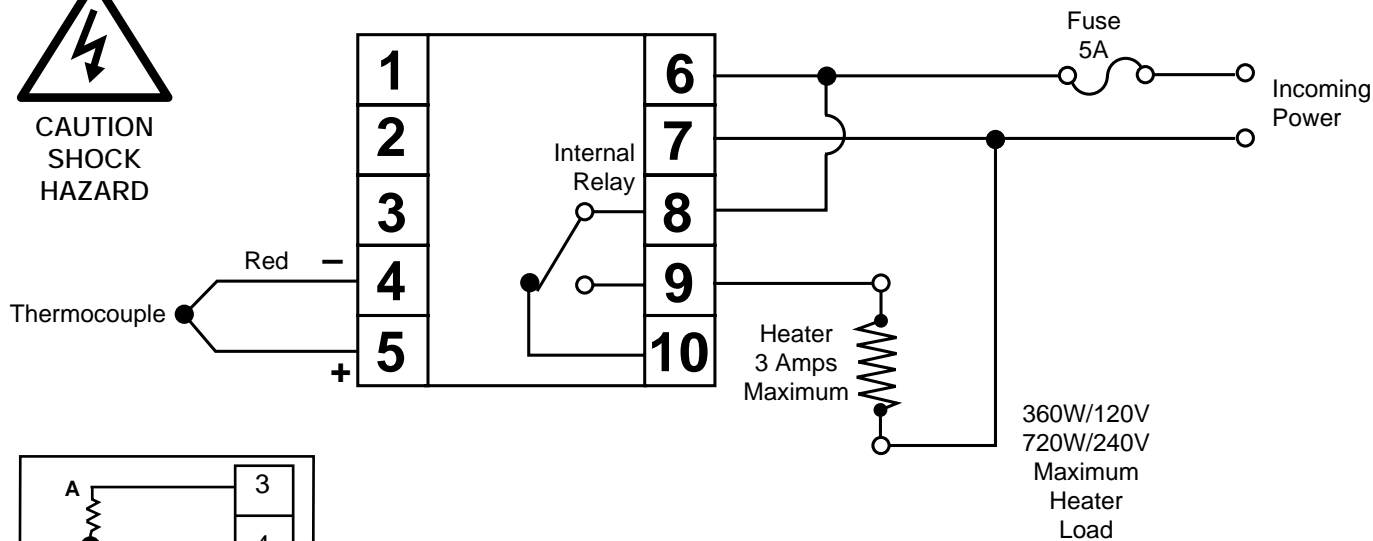 CAUTION
SHOCK
HAZARD
1
2
3
4
5
Red −
Thermocouple
+
Internal
Relay
6
7
8
9
10
Fuse
5A
Incoming
Power
Heater
3 Amps
Maximum
360W/120V
720W/240V
Maximum
Heater
Load
A
3
4